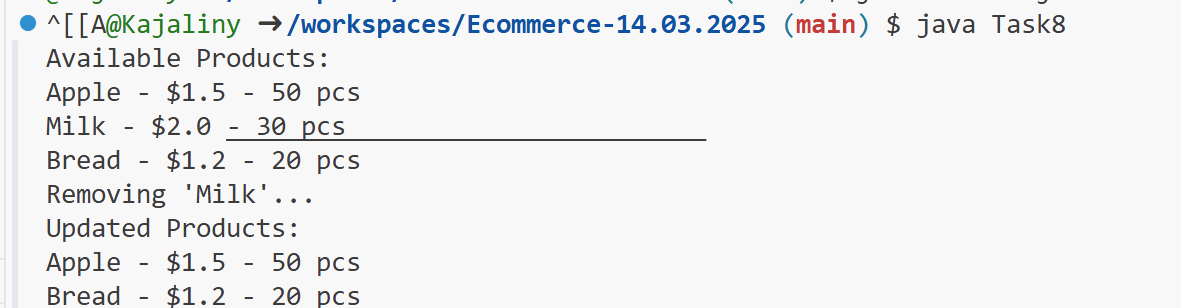 ^[[A@Kajaliny ➜/workspaces/Ecommerce-14.03.2025 (main) $ java Task8
Available Products:
Apple - $1.5 - 50 pcs
Milk - $2.0 - 30 pcs
Bread - $1.2 - 20 pcs
Removing 'Milk'...
Updated Products:
Apple - $1.5 - 50 pcs
Bread - $1.2 - 20 pcs